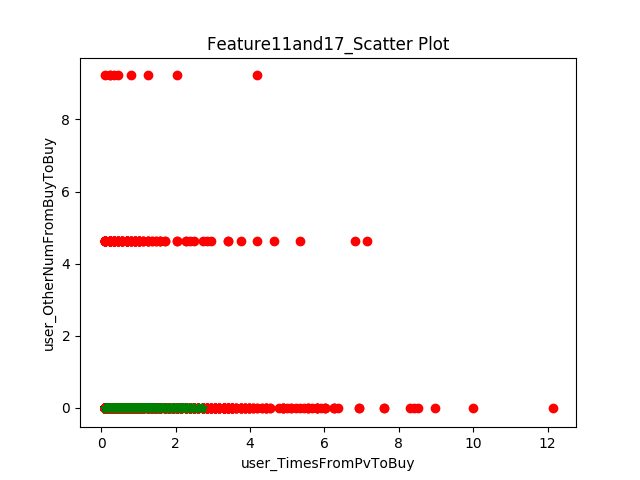 Feature11and17_Scatter Plot
8
6
4
2
0
user_OtherNumFromBuyToBuy
0 2 4 6 8 10 12
user_TimesFromPvToBuy